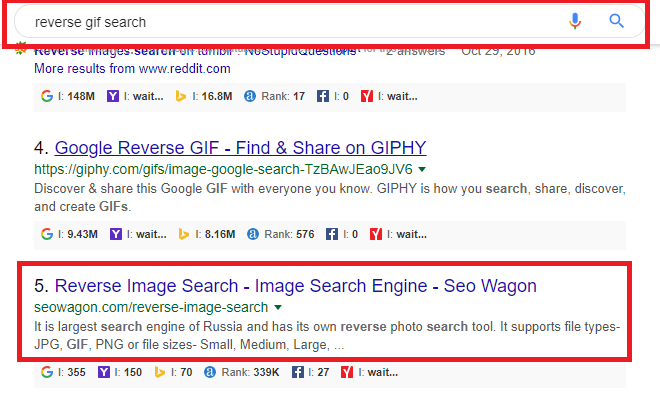 reverse gif search
Reverse images search on tumblr : NoStupidQuestions 2 answers Oct 29, 2016
More results from www.reddit.com
I: 148M I: wait... I: 16.8M Rank: 17 I: 0 I: wait...
4. Google Reverse GIF - Find & Share on GIPHY
https://giphy.com/gifs/image-google-search-TzBAwJEao9JV6
Discover & share this Google GIF with everyone you know. GIPHY is how you search, share, discover,
and create GIFs.
I: 9.43M I: wait... I: 8.16M Rank: 576 I: 0 I: wait...
5. Reverse Image Search - Image Search Engine - Seo Wagon
seowagon.com/reverse-image-search
It is largest search engine of Russia and has its own reverse photo search tool. It supports file types-
JPG, GIF, PNG or file sizes- Small, Medium, Large, ...
I: 355 I: 150 I: 70 Rank: 339K I: 27 I: wait...